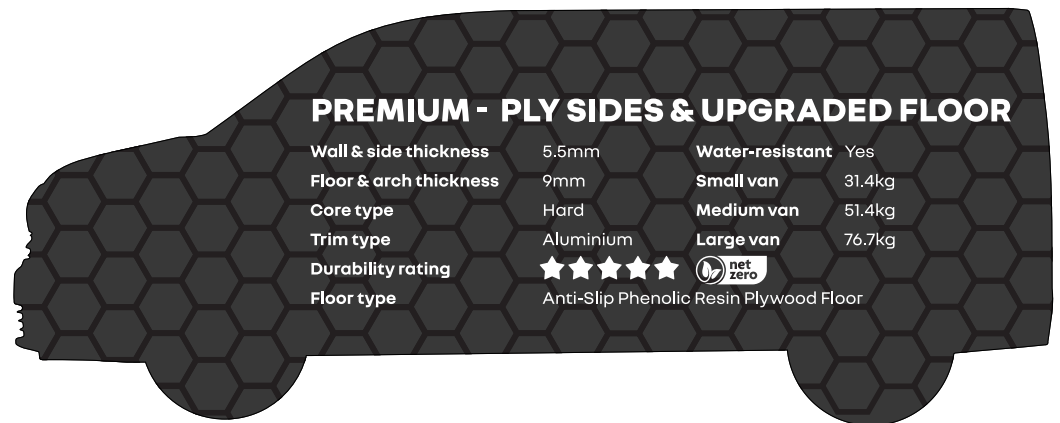 PREMIUM - PLY SIDES & UPGRADED FLOOR
Wall & side thickness 5.5mm Water-resistant Yes
Floor & arch thickness 9mm Small van 31.4kg
Core type Hard Medium van 51.4kg
Trim type Aluminium Large van 76.7kg
Durability rating net
zero
Floor type Anti-Slip Phenolic Resin Plywood Floor